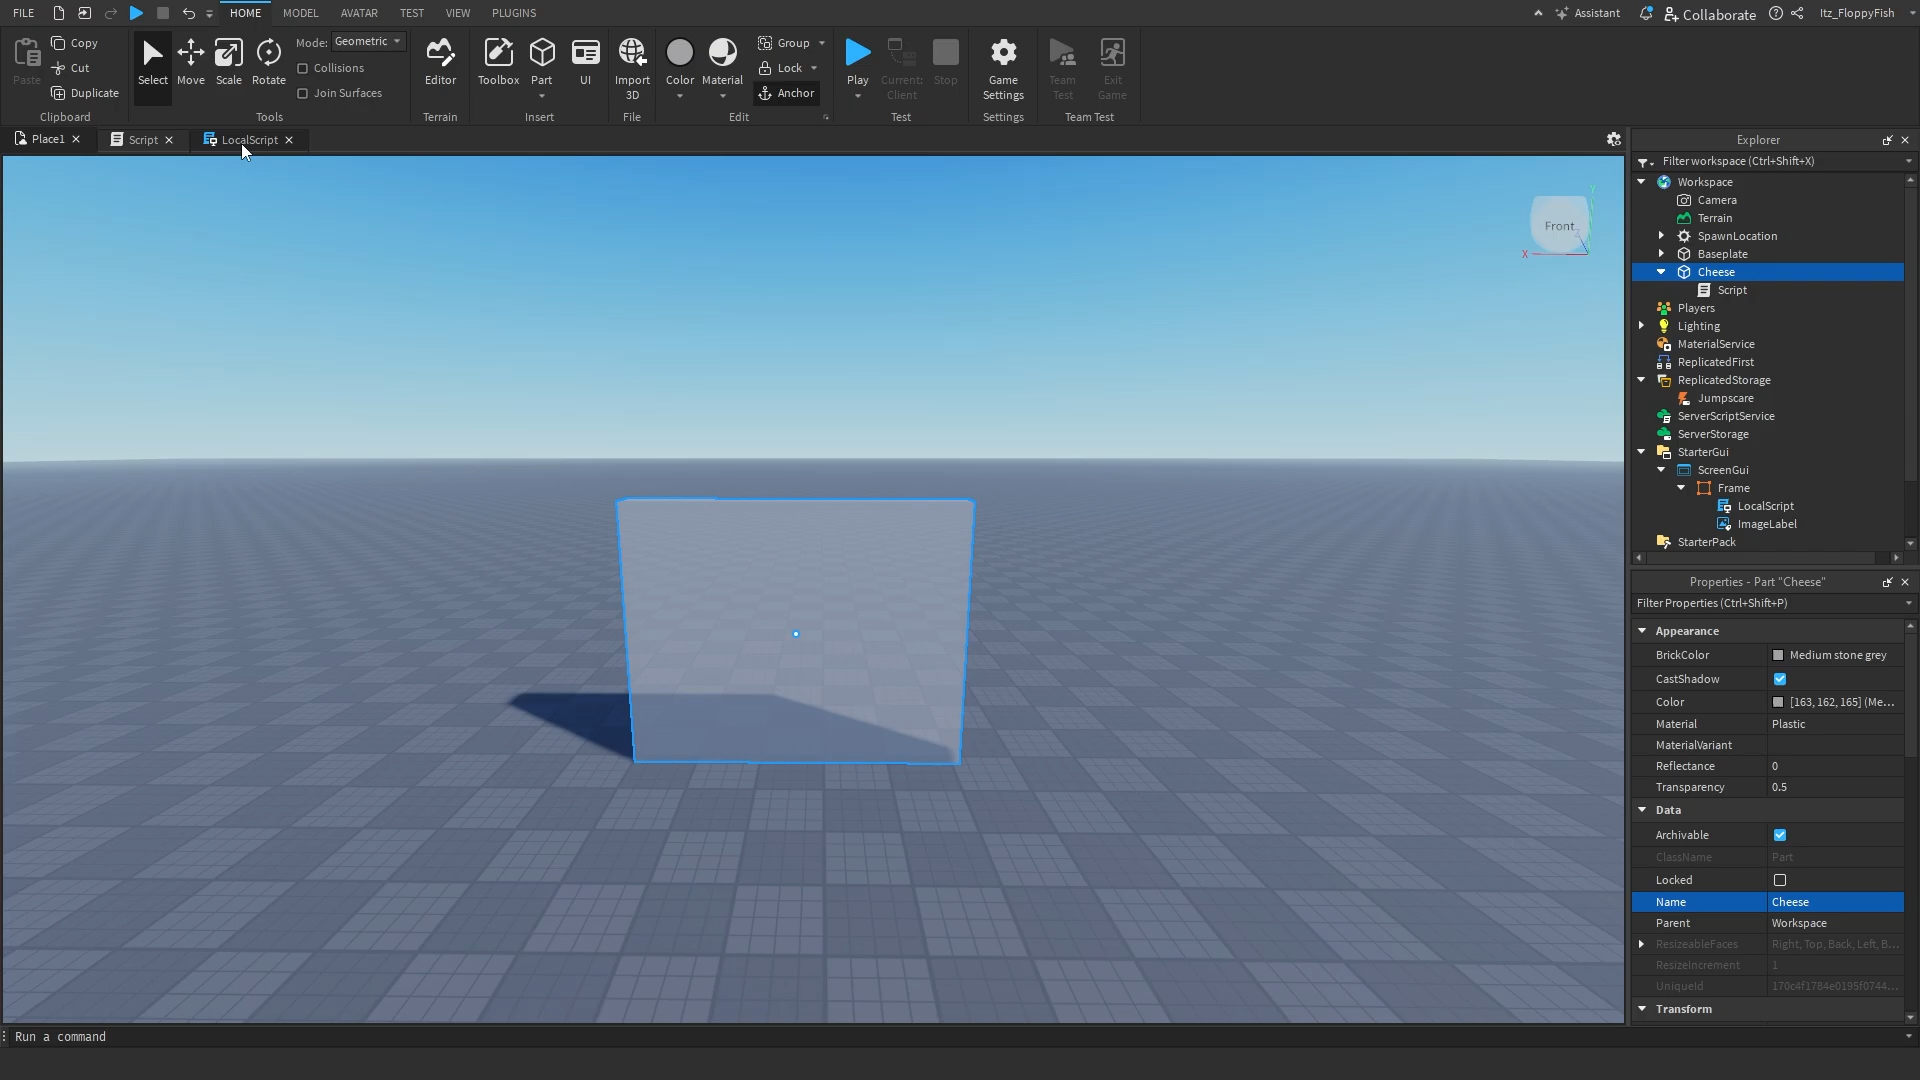 FILE HOME MODEL AVATAR TEST VIEW PLUGINS Assistant Collaborate Itz_FloppyFish
Paste Copy Cut Duplicate Clipboard
Select Move Scale Rotate Mode: Geometric Collisions Join Surfaces Tools
Editor Terrain
Toolbox Part UI Insert
Import 3D File
Color Material Group Lock Anchor Edit
Play Current: Client Stop Test
Game Settings Settings
Team Test Exit Game Team Test
Place1 Script LocalScript
Front
X
Y
Z
Explorer
Filter workspace (Ctrl+Shift+X)
Workspace
Camera
Terrain
SpawnLocation
Baseplate
Cheese
Script
Players
Lighting
MaterialService
ReplicatedFirst
ReplicatedStorage
Jumpscare
ServerScriptService
ServerStorage
StarterGui
ScreenGui
Frame
LocalScript
ImageLabel
StarterPack
Properties - Part "Cheese"
Filter Properties (Ctrl+Shift+P)
Appearance
BrickColor Medium stone grey
CastShadow
Color [163, 162, 165] (Me...
Material Plastic
MaterialVariant
Reflectance 0
Transparency 0.5
Data
Archivable
ClassName Part
Locked
Name Cheese
Parent Workspace
ResizeableFaces Right, Top, Back, Left, B...
ResizeIncrement 1
UniqueId 170c4f1784e0195f0744...
Transform
Run a command